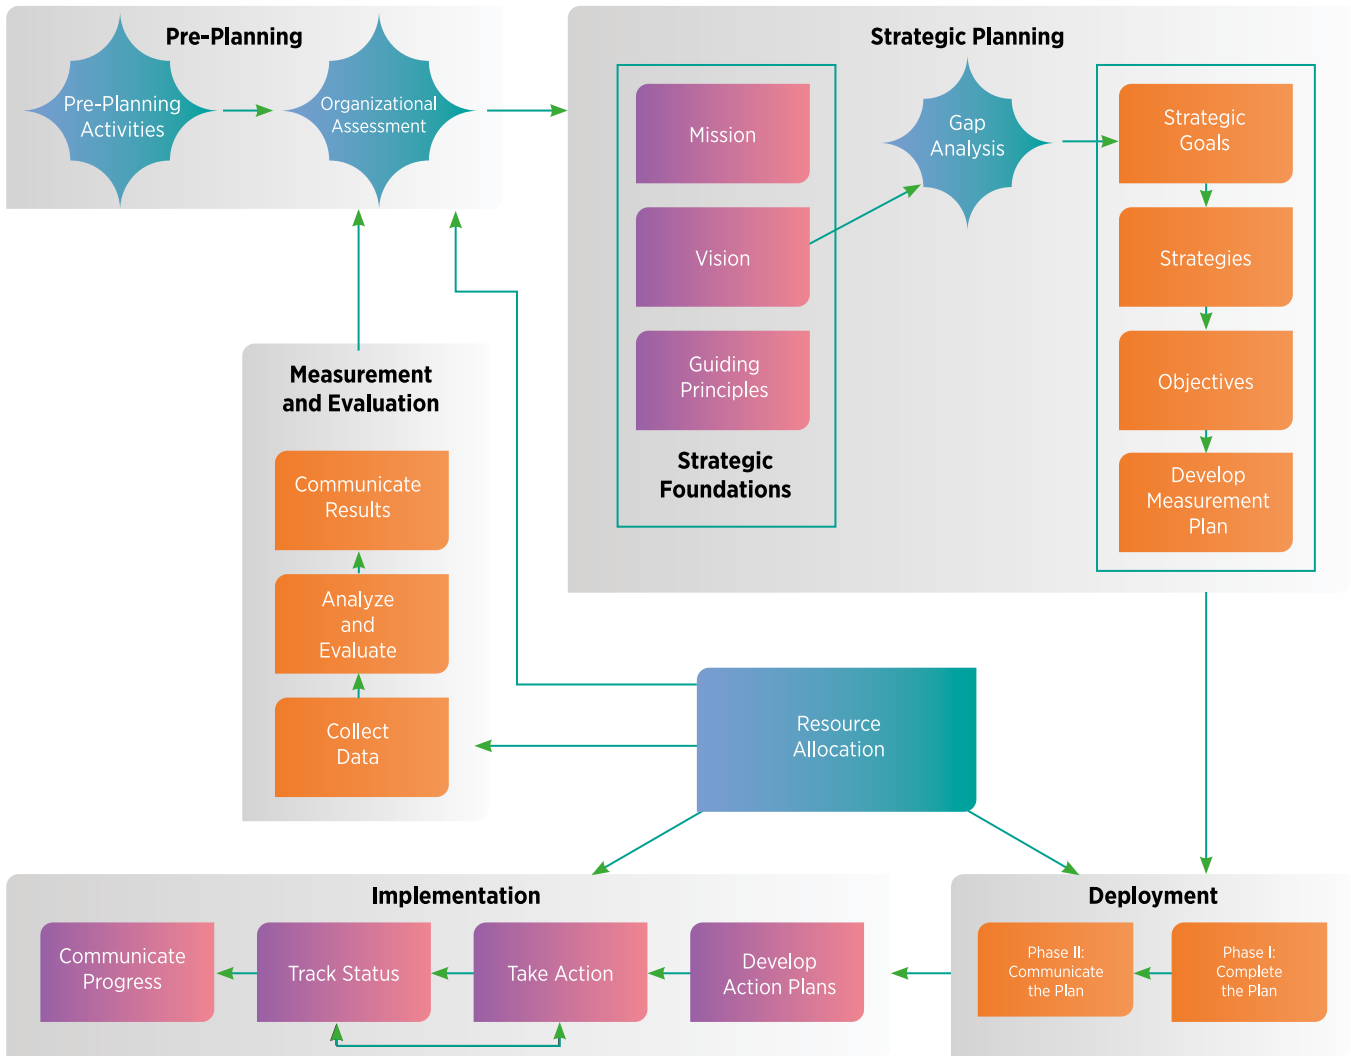 Pre-Planning
Pre-Planning
Activities
Organizational
Assessment
Strategic Planning
Mission
Vision
Guiding
Principles
Strategic
Foundations
Gap
Analysis
Strategic
Goals
Strategies
Objectives
Develop
Measurement
Plan
Measurement
and Evaluation
Communicate
Results
Analyze
and
Evaluate
Collect
Data
Resource
Allocation
Implementation
Communicate
Progress
Track Status
Take Action
Develop
Action Plans
Deployment
Phase II:
Communicate
the Plan
Phase I:
Complete
the Plan